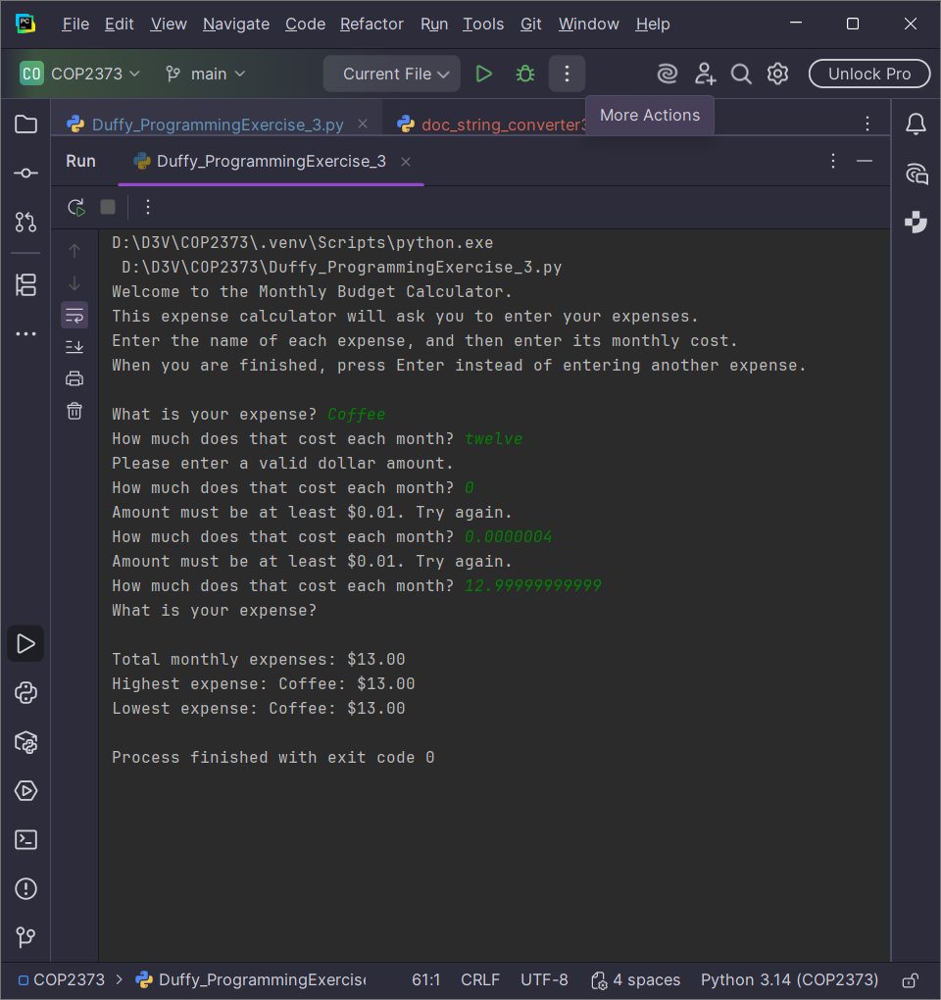 File Edit View Navigate Code Refactor Run Tools Git Window Help
CO COP2373 main Current File Unlock Pro
More Actions
Duffy_ProgrammingExercise_3.py doc_string_converter3
Run Duffy_ProgrammingExercise_3
D:\D3V\COP2373\.venv\Scripts\python.exe
D:\D3V\COP2373\Duffy_ProgrammingExercise_3.py
Welcome to the Monthly Budget Calculator.
This expense calculator will ask you to enter your expenses.
Enter the name of each expense, and then enter its monthly cost.
When you are finished, press Enter instead of entering another expense.
What is your expense? Coffee
How much does that cost each month? twelve
Please enter a valid dollar amount.
How much does that cost each month? 0
Amount must be at least $0.01. Try again.
How much does that cost each month? 0.0000004
Amount must be at least $0.01. Try again.
How much does that cost each month? 12.99999999999
What is your expense?
Total monthly expenses: $13.00
Highest expense: Coffee: $13.00
Lowest expense: Coffee: $13.00
Process finished with exit code 0
COP2373 > Duffy_ProgrammingExercise 61:1 CRLF UTF-8 4 spaces Python 3.14 (COP2373)